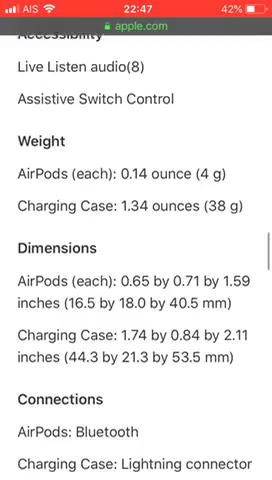 AIS 22:47 42%
apple.com
Accessibility
Live Listen audio(8)
Assistive Switch Control
Weight
AirPods (each): 0.14 ounce (4 g)
Charging Case: 1.34 ounces (38 g)
Dimensions
AirPods (each): 0.65 by 0.71 by 1.59
inches (16.5 by 18.0 by 40.5 mm)
Charging Case: 1.74 by 0.84 by 2.11
inches (44.3 by 21.3 by 53.5 mm)
Connections
AirPods: Bluetooth
Charging Case: Lightning connector